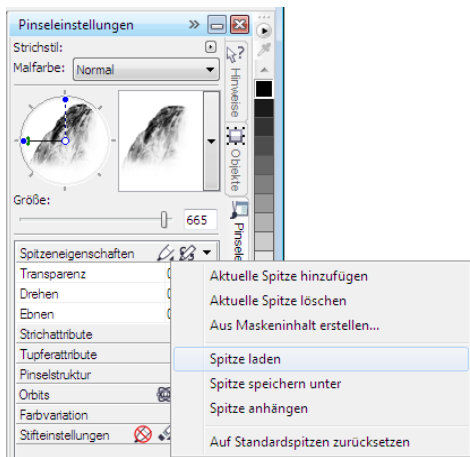 Pinseleinstellungen
Strichstil:
Malfarbe: Normal
Größe:
665
Spitzeneigenschaften
Transparenz
Drehen
Ebnen
Strichattribute
Tupferattribute
Pinselstruktur
Orbits
Farbvariation
Stifteinstellungen
Hinweise
Objekte
Aktuelle Spitze hinzufügen
Aktuelle Spitze löschen
Aus Maskeninhalt erstellen...
Spitze laden
Spitze speichern unter
Spitze anhängen
Auf Standardspitzen zurücksetzen